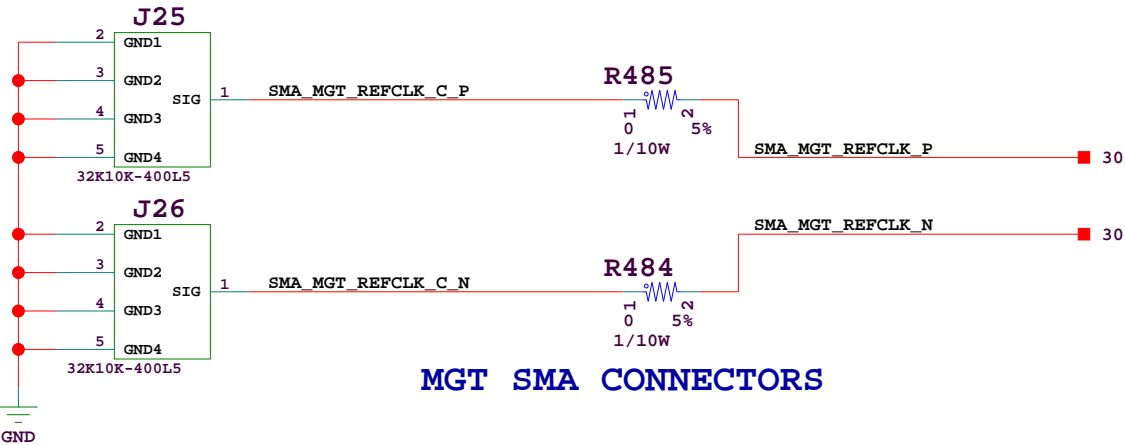 J25
2 GND1
3 GND2
SIG 1 SMA_MGT_REFCLK_C_P
4 GND3
5 GND4
32K10K-400L5
R485
1 2
0 5%
1/10W
SMA_MGT_REFCLK_P 30
J26
2 GND1
3 GND2
SIG 1 SMA_MGT_REFCLK_C_N
4 GND3
5 GND4
32K10K-400L5
SMA_MGT_REFCLK_N 30
R484
1 2
0 5%
1/10W
MGT SMA CONNECTORS
GND